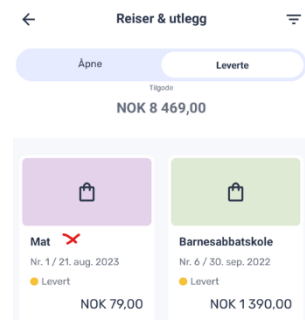 Reiser & utlegg
Åpne Leverte
Tilgode
NOK 8 469,00
Mat
Nr. 1 / 21. aug. 2023
Levert
NOK 79,00
Barnesabbatskole
Nr. 6 / 30. sep. 2022
Levert
NOK 1 390,00